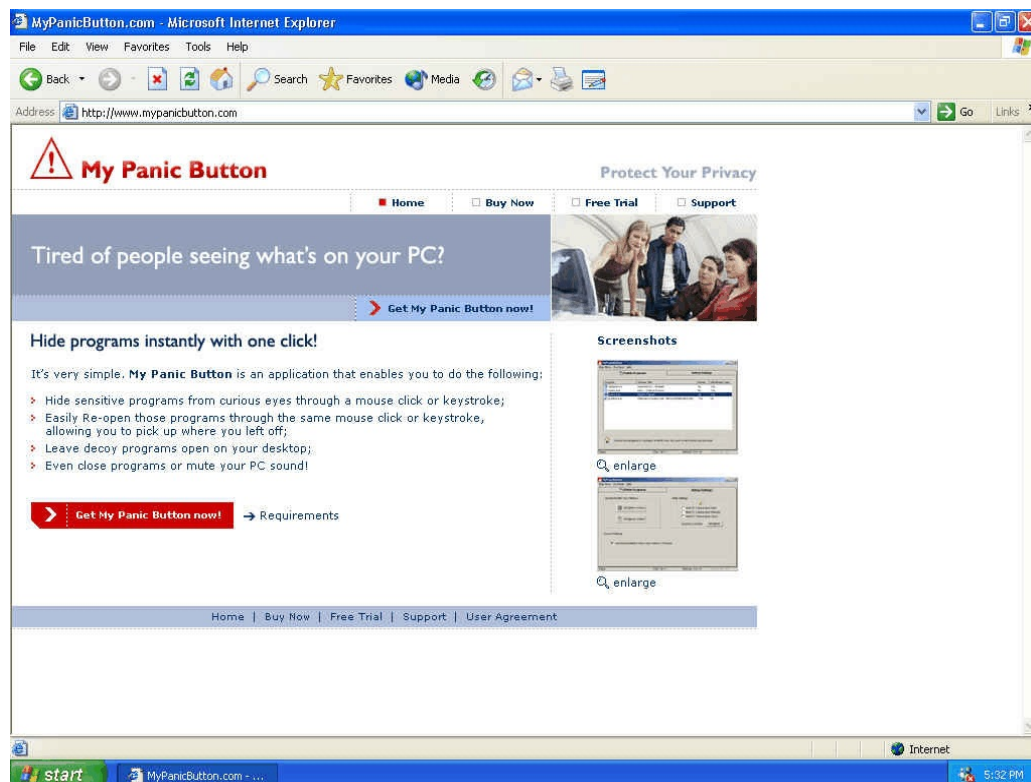 MyPanicButton.com - Microsoft Internet Explorer
File Edit View Favorites Tools Help
Back Search Favorites Media
Address http://www.mypanicbutton.com Go Links
My Panic Button
Protect Your Privacy
Home Buy Now Free Trial Support
Tired of people seeing what's on your PC?
Get My Panic Button now!
Hide programs instantly with one click!
It's very simple. My Panic Button is an application that enables you to do the following:
Hide sensitive programs from curious eyes through a mouse click or keystroke;
Easily Re-open those programs through the same mouse click or keystroke,
allowing you to pick up where you left off;
Leave decoy programs open on your desktop;
Even close programs or mute your PC sound!
Get My Panic Button now! → Requirements
Screenshots
enlarge
enlarge
Home | Buy Now | Free Trial | Support | User Agreement
Internet
start MyPanicButton.com - ... 5:32 PM